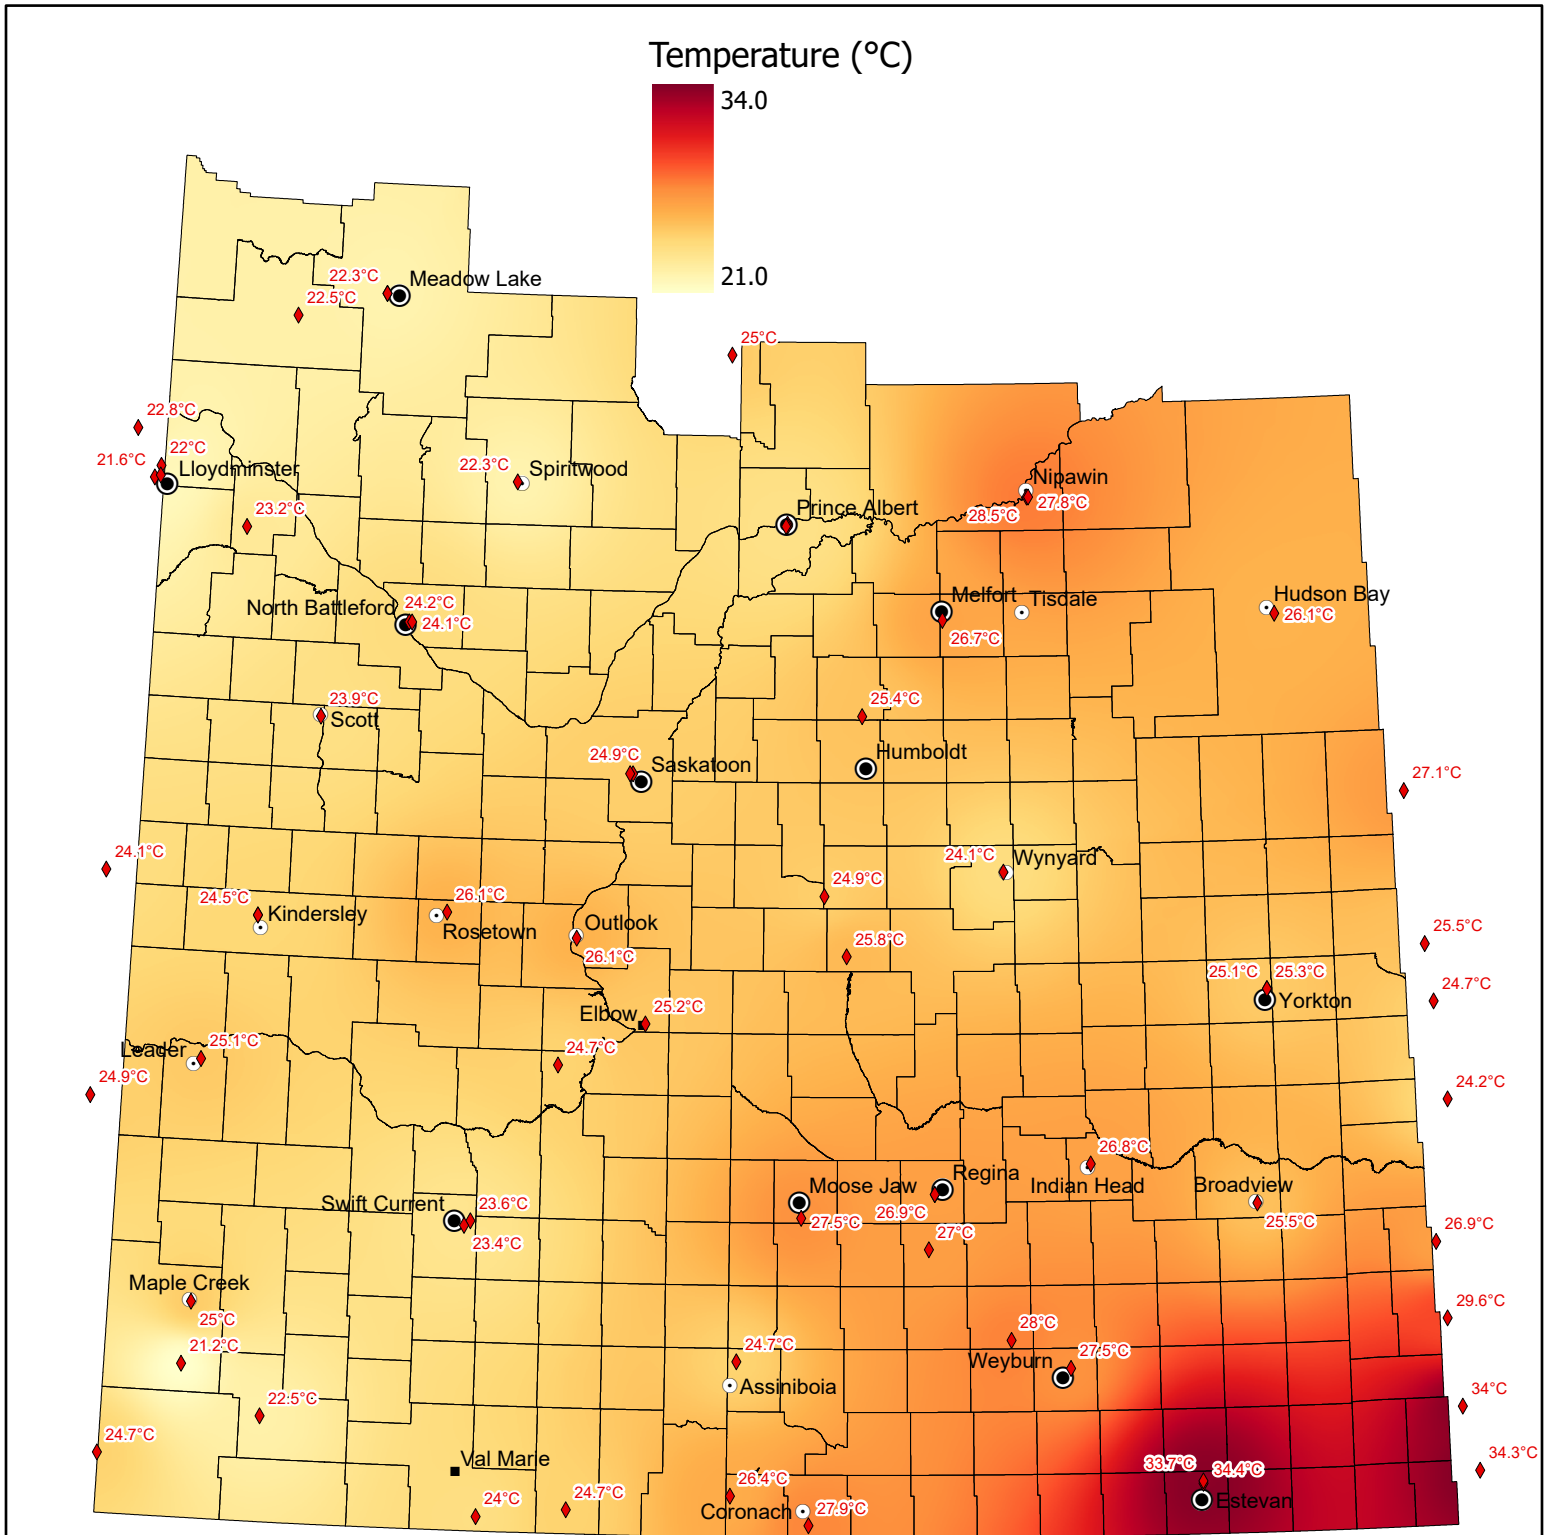 Temperature (°C)
34.0
21.0
22.3°C
Meadow Lake
22.5°C
25°C
22.8°C
22°C
21.6°C
Lloydminster
22.3°C
Spiritwood
23.2°C
Nipawin
27.8°C
28.5°C
Prince Albert
North Battleford
24.2°C
24.1°C
Melfort
Tisdale
26.7°C
Hudson Bay
26.1°C
23.9°C
Scott
25.4°C
24.9°C
Saskatoon
Humboldt
27.1°C
24.1°C
24.1°C
Wynyard
24.5°C
Kindersley
26.1°C
Rosetown
24.9°C
Outlook
26.1°C
25.8°C
25.5°C
25.1°C
25.3°C
Yorkton
24.7°C
Elbow
25.2°C
Leader
25.1°C
24.7°C
24.9°C
24.2°C
26.8°C
Indian Head
Moose Jaw
27.5°C
Regina
26.9°C
27°C
Broadview
25.5°C
Swift Current
23.6°C
23.4°C
26.9°C
Maple Creek
25°C
21.2°C
29.6°C
28°C
24.7°C
Assiniboia
Weyburn
27.5°C
22.5°C
34°C
24.7°C
Val Marie
33.7°C
34.4°C
Estevan
34.3°C
24°C
24.7°C
26.4°C
Coronach
27.9°C